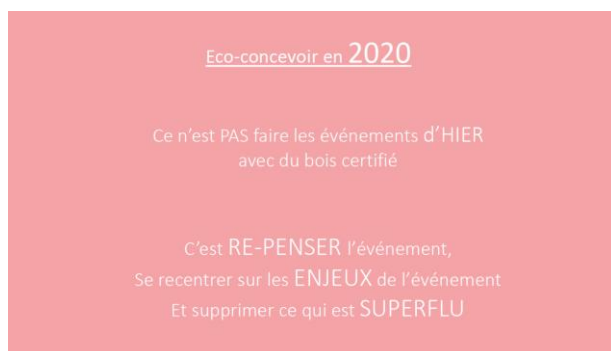 Eco-concevoir en 2020
Ce n'est PAS faire les événements d'HIER
avec du bois certifié
C'est RE-PENSER l'événement,
Se recentrer sur les ENJEUX de l'événement
Et supprimer ce qui est SUPERFLU